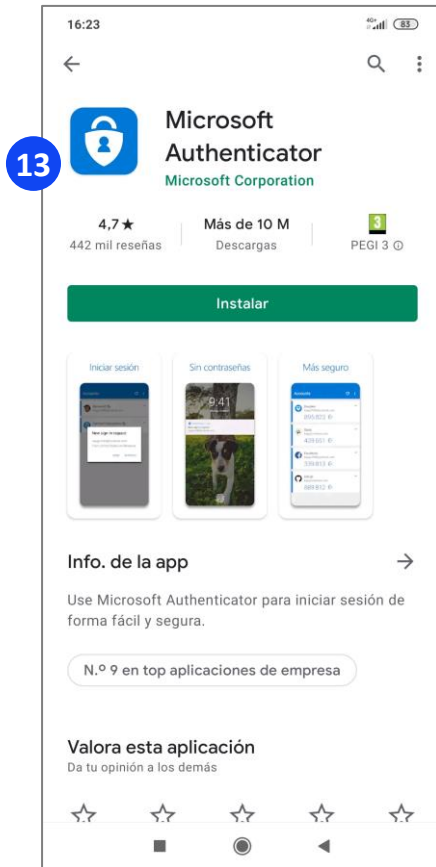 16:23
4G+
83
13
Microsoft
Authenticator
Microsoft Corporation
4,7★
442 mil reseñas
Más de 10 M
Descargas
3
PEGI 3
Instalar
Iniciar sesión
Sin contraseñas
Más seguro
9:41
Info. de la app
Use Microsoft Authenticator para iniciar sesión de
forma fácil y segura.
N.º 9 en top aplicaciones de empresa
Valora esta aplicación
Da tu opinión a los demás